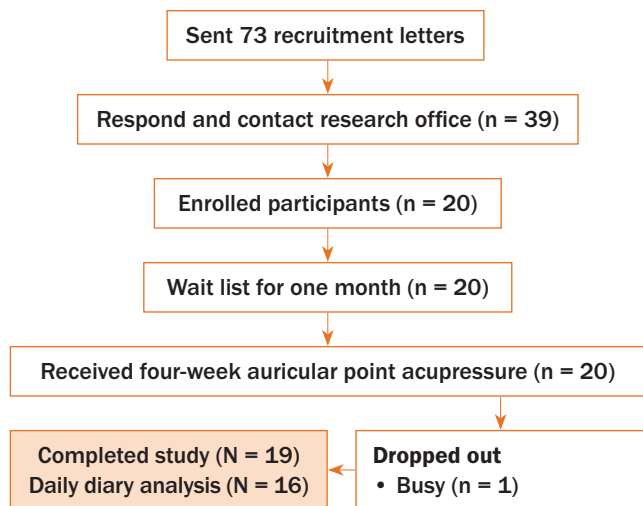 Sent 73 recruitment letters
Respond and contact research office (n = 39)
Enrolled participants (n = 20)
Wait list for one month (n = 20)
Received four-week auricular point acupressure (n = 20)
Completed study (N = 19)
Daily diary analysis (N = 16)
Dropped out
• Busy (n = 1)